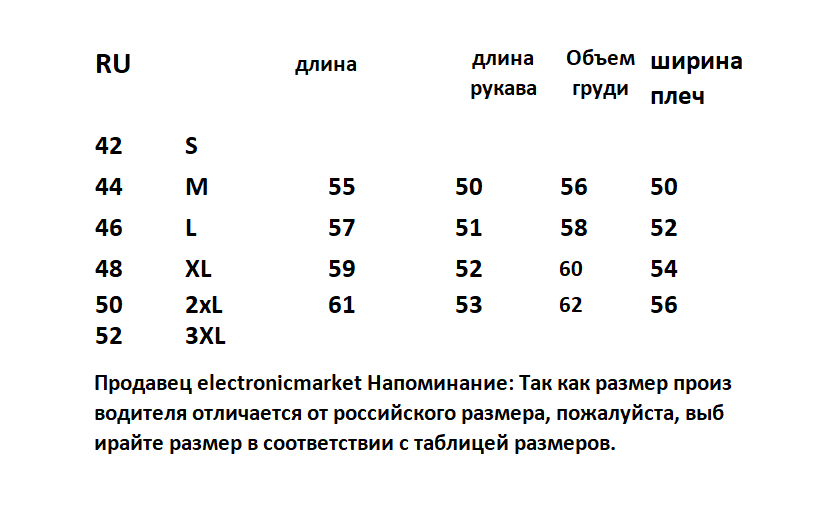 RU длина длина рукава Объем груди ширина плеч
42 S
44 M 55 50 56 50
46 L 57 51 58 52
48 XL 59 52 60 54
50 2xL 61 53 62 56
52 3XL
Продавец electronicmarket Напоминание: Так как размер произ
водителя отличается от российского размера, пожалуйста, выб
ирайте размер в соответствии с таблицей размеров.